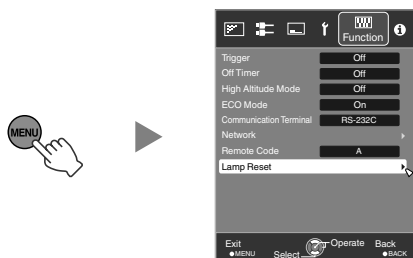 MENU
Function
Trigger Off
Off Timer Off
High Altitude Mode Off
ECO Mode On
Communication Terminal RS-232C
Network
Remote Code A
Lamp Reset
Exit Operate Back
●MENU Select ●BACK